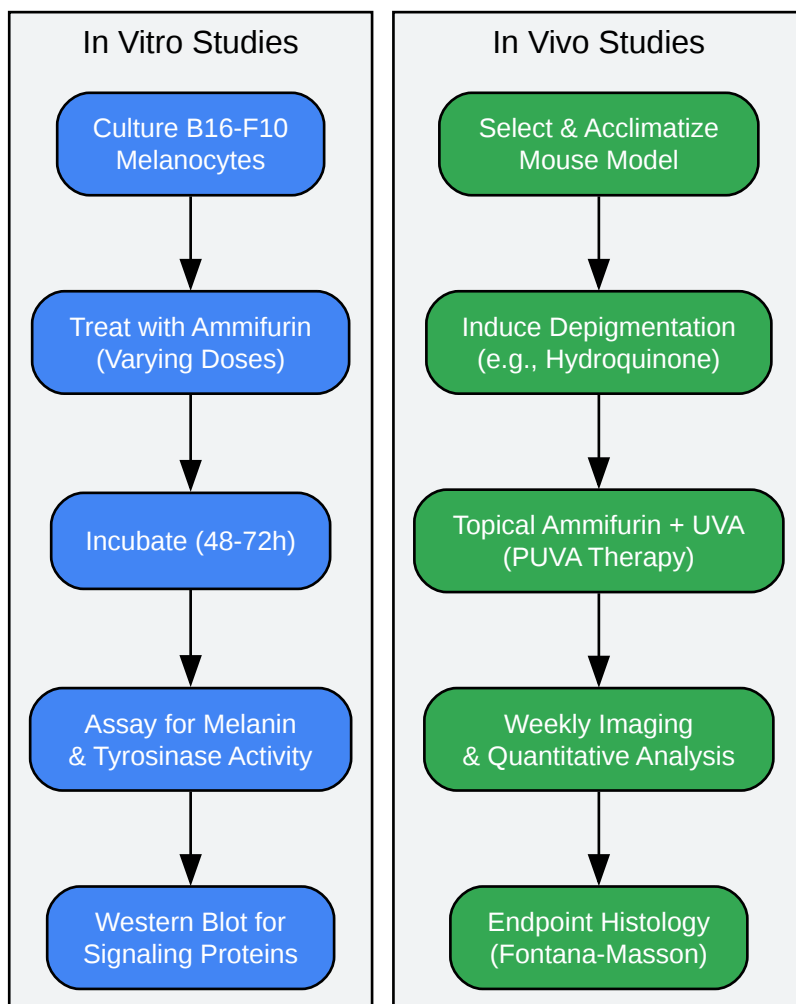 In Vitro Studies
Culture B16-F10
Melanocytes
Treat with Ammifurin
(Varying Doses)
Incubate (48-72h)
Assay for Melanin
& Tyrosinase Activity
Western Blot for
Signaling Proteins
In Vivo Studies
Select & Acclimatize
Mouse Model
Induce Depigmentation
(e.g., Hydroquinone)
Topical Ammifurin + UVA
(PUVA Therapy)
Weekly Imaging
& Quantitative Analysis
Endpoint Histology
(Fontana-Masson)